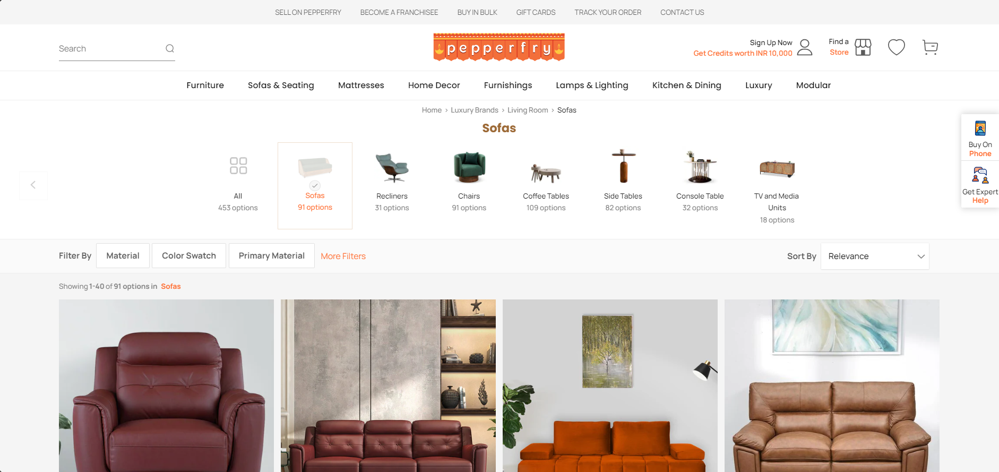 SELL ON PEPPERFRY BECOME A FRANCHISEE BUY IN BULK GIFT CARDS TRACK YOUR ORDER CONTACT US
Search
pepperfry
Sign Up Now
Get Credits worth INR 10,000
Find a
Store
Furniture Sofas & Seating Mattresses Home Decor Furnishings Lamps & Lighting Kitchen & Dining Luxury Modular
Home > Luxury Brands > Living Room > Sofas
Sofas
All
453 options
Sofas
91 options
Recliners
31 options
Chairs
91 options
Coffee Tables
109 options
Side Tables
82 options
Console Table
32 options
TV and Media
Units
18 options
Buy On
Phone
Get Expert
Help
Filter By Material Color Swatch Primary Material More Filters
Sort By Relevance
Showing 1-40 of 91 options in Sofas